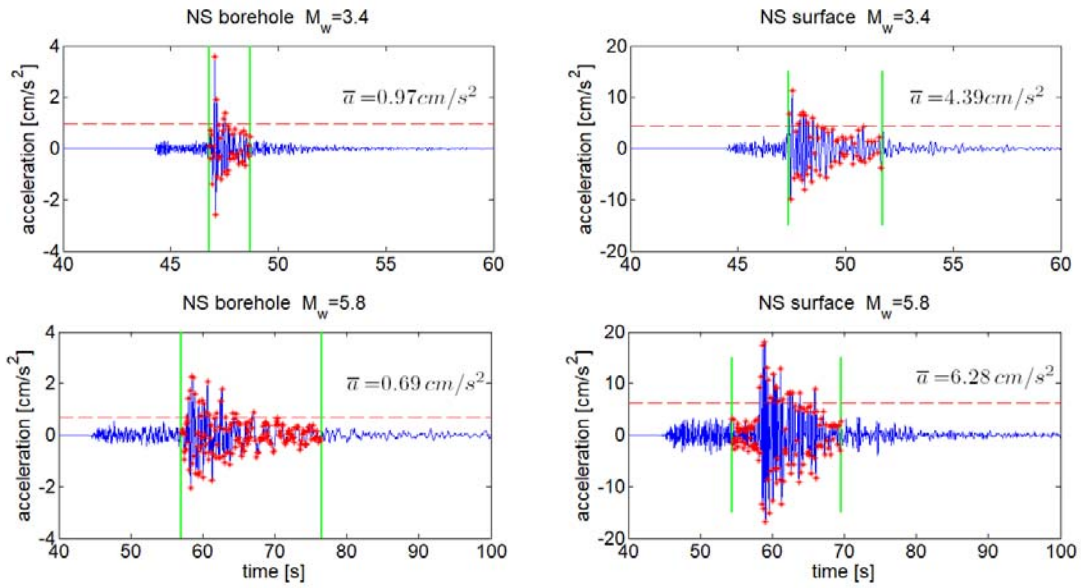 NS borehole M_w=3.4
acceleration [cm/s²]
4
2
0
-2
-4
a̅=0.97cm/s²
40 45 50 55 60
NS surface M_w=3.4
acceleration [cm/s²]
20
10
0
-10
-20
a̅=4.39cm/s²
40 45 50 55 60
NS borehole M_w=5.8
acceleration [cm/s²]
4
2
0
-2
-4
a̅=0.69 cm/s²
40 50 60 70 80 90 100
time [s]
NS surface M_w=5.8
acceleration [cm/s²]
20
10
0
-10
-20
a̅=6.28 cm/s²
40 50 60 70 80 90 100
time [s]